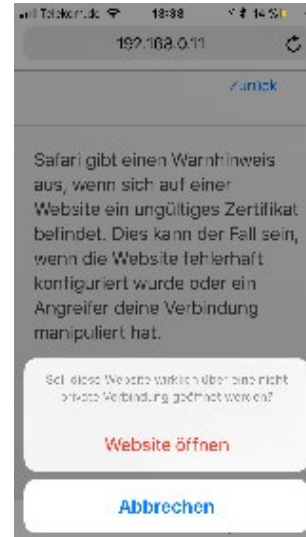 Telekom.de 18:38 14 %
192.168.0.11
Zurück
Safari gibt einen Warnhinweis
aus, wenn sich auf einer
Website ein ungültiges Zertifikat
befindet. Dies kann der Fall sein,
wenn die Website fehlerhaft
konfiguriert wurde oder ein
Angreifer deine Verbindung
manipuliert hat.
Soll diese Website wirklich über eine nicht
private Verbindung geöffnet werden?
Website öffnen
Abbrechen